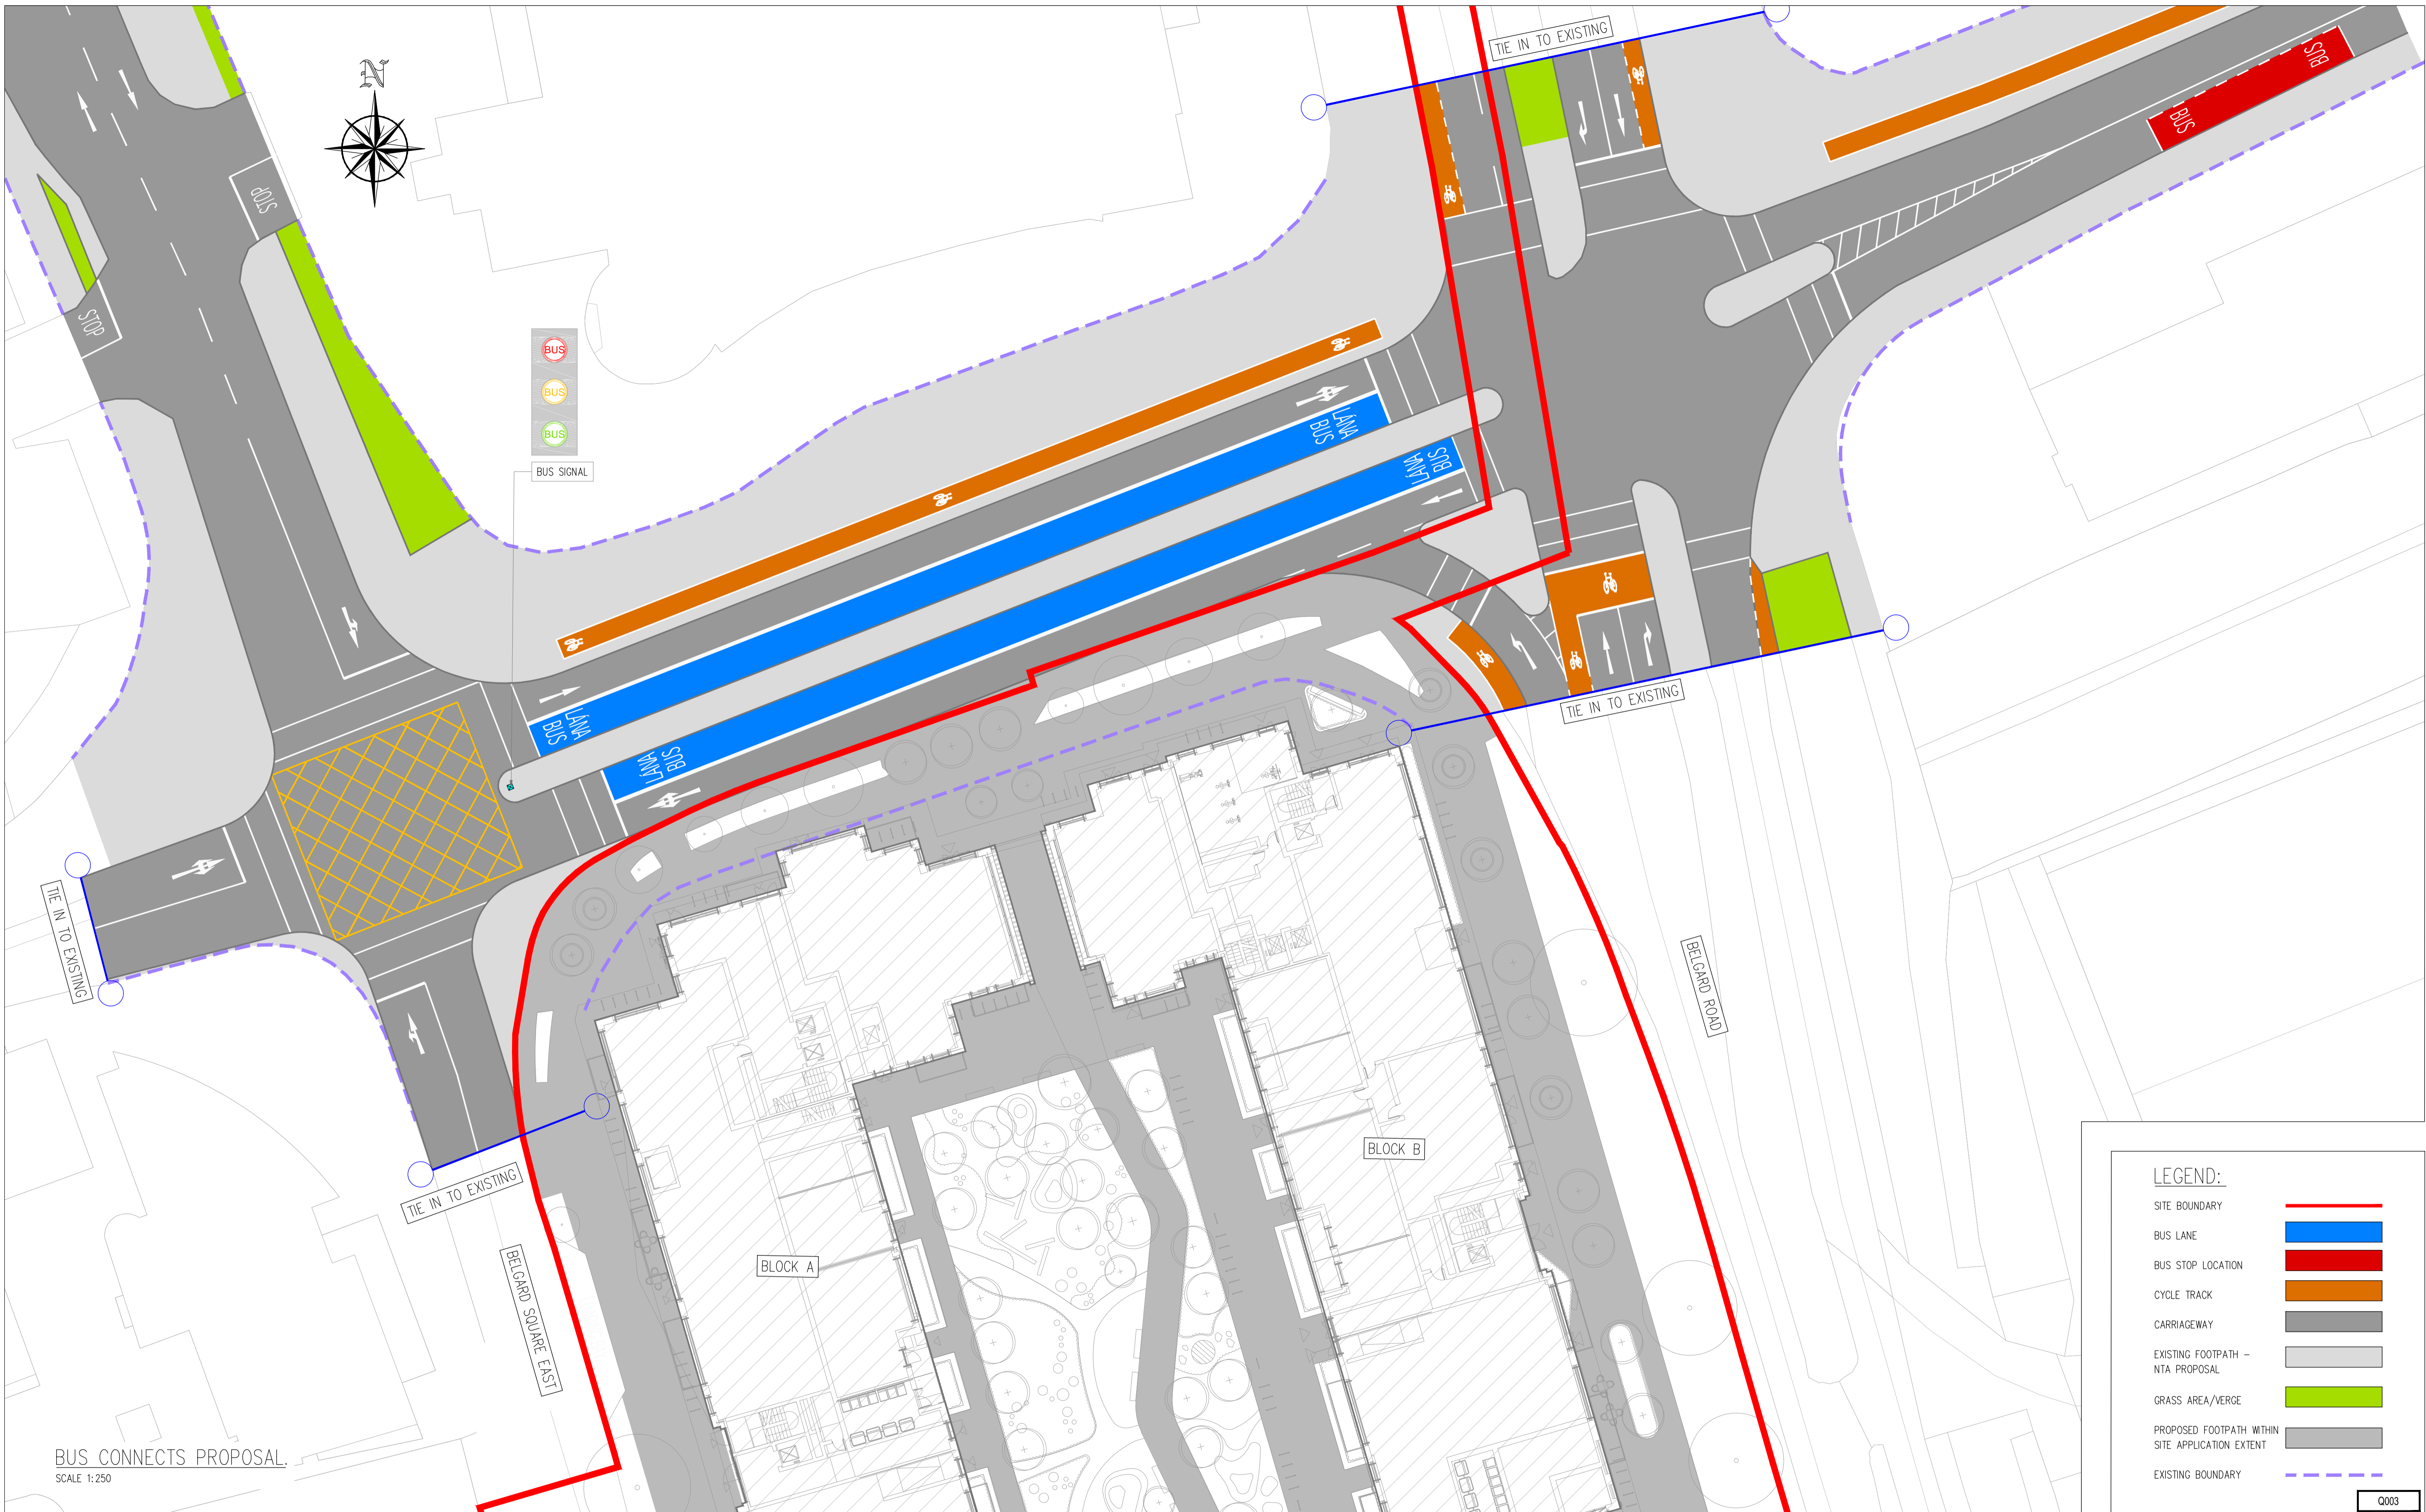 TIE IN TO EXISTING
N
BUS
BUS
STOP
STOP
BUS
BUS
BUS
BUS SIGNAL
LÁNA
BUS
BUS
LÁNA
LÁNA
BUS
BUS
LÁNA
TIE IN TO EXISTING
TIE IN TO EXISTING
TIE IN TO EXISTING
BELGARD ROAD
BLOCK B
BLOCK A
BELGARD SQUARE EAST
BUS CONNECTS PROPOSAL.
SCALE 1:250
LEGEND:
SITE BOUNDARY
BUS LANE
BUS STOP LOCATION
CYCLE TRACK
CARRIAGEWAY
EXISTING FOOTPATH –
NTA PROPOSAL
GRASS AREA/VERGE
PROPOSED FOOTPATH WITHIN
SITE APPLICATION EXTENT
EXISTING BOUNDARY
Q003